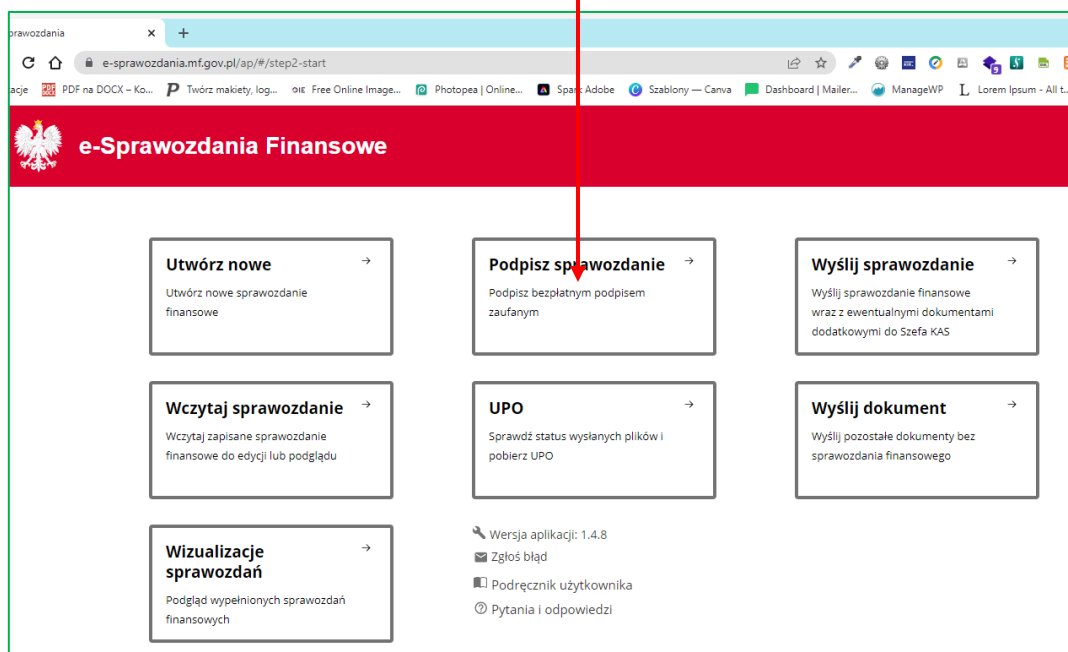 prawozdania
e-sprawozdania.mf.gov.pl/ap/#/step2-start
acje PDF na DOCX – Ko... Twórz makiety, log... Free Online Image... Photopea | Online... Spark Adobe Szablony — Canva Dashboard | Mailer... ManageWP Lorem Ipsum - All t...
e-Sprawozdania Finansowe
Utwórz nowe
Utwórz nowe sprawozdanie
finansowe
Podpisz sprawozdanie
Podpisz bezpłatnym podpisem
zaufanym
Wyślij sprawozdanie
Wyślij sprawozdanie finansowe
wraz z ewentualnymi dokumentami
dodatkowymi do Szefa KAS
Wczytaj sprawozdanie
Wczytaj zapisane sprawozdanie
finansowe do edycji lub podglądu
UPO
Sprawdź status wysłanych plików i
pobierz UPO
Wyślij dokument
Wyślij pozostałe dokumenty bez
sprawozdania finansowego
Wizualizacje
sprawozdań
Podgląd wypełnionych sprawozdań
finansowych
Wersja aplikacji: 1.4.8
Zgłoś błąd
Podręcznik użytkownika
Pytania i odpowiedzi